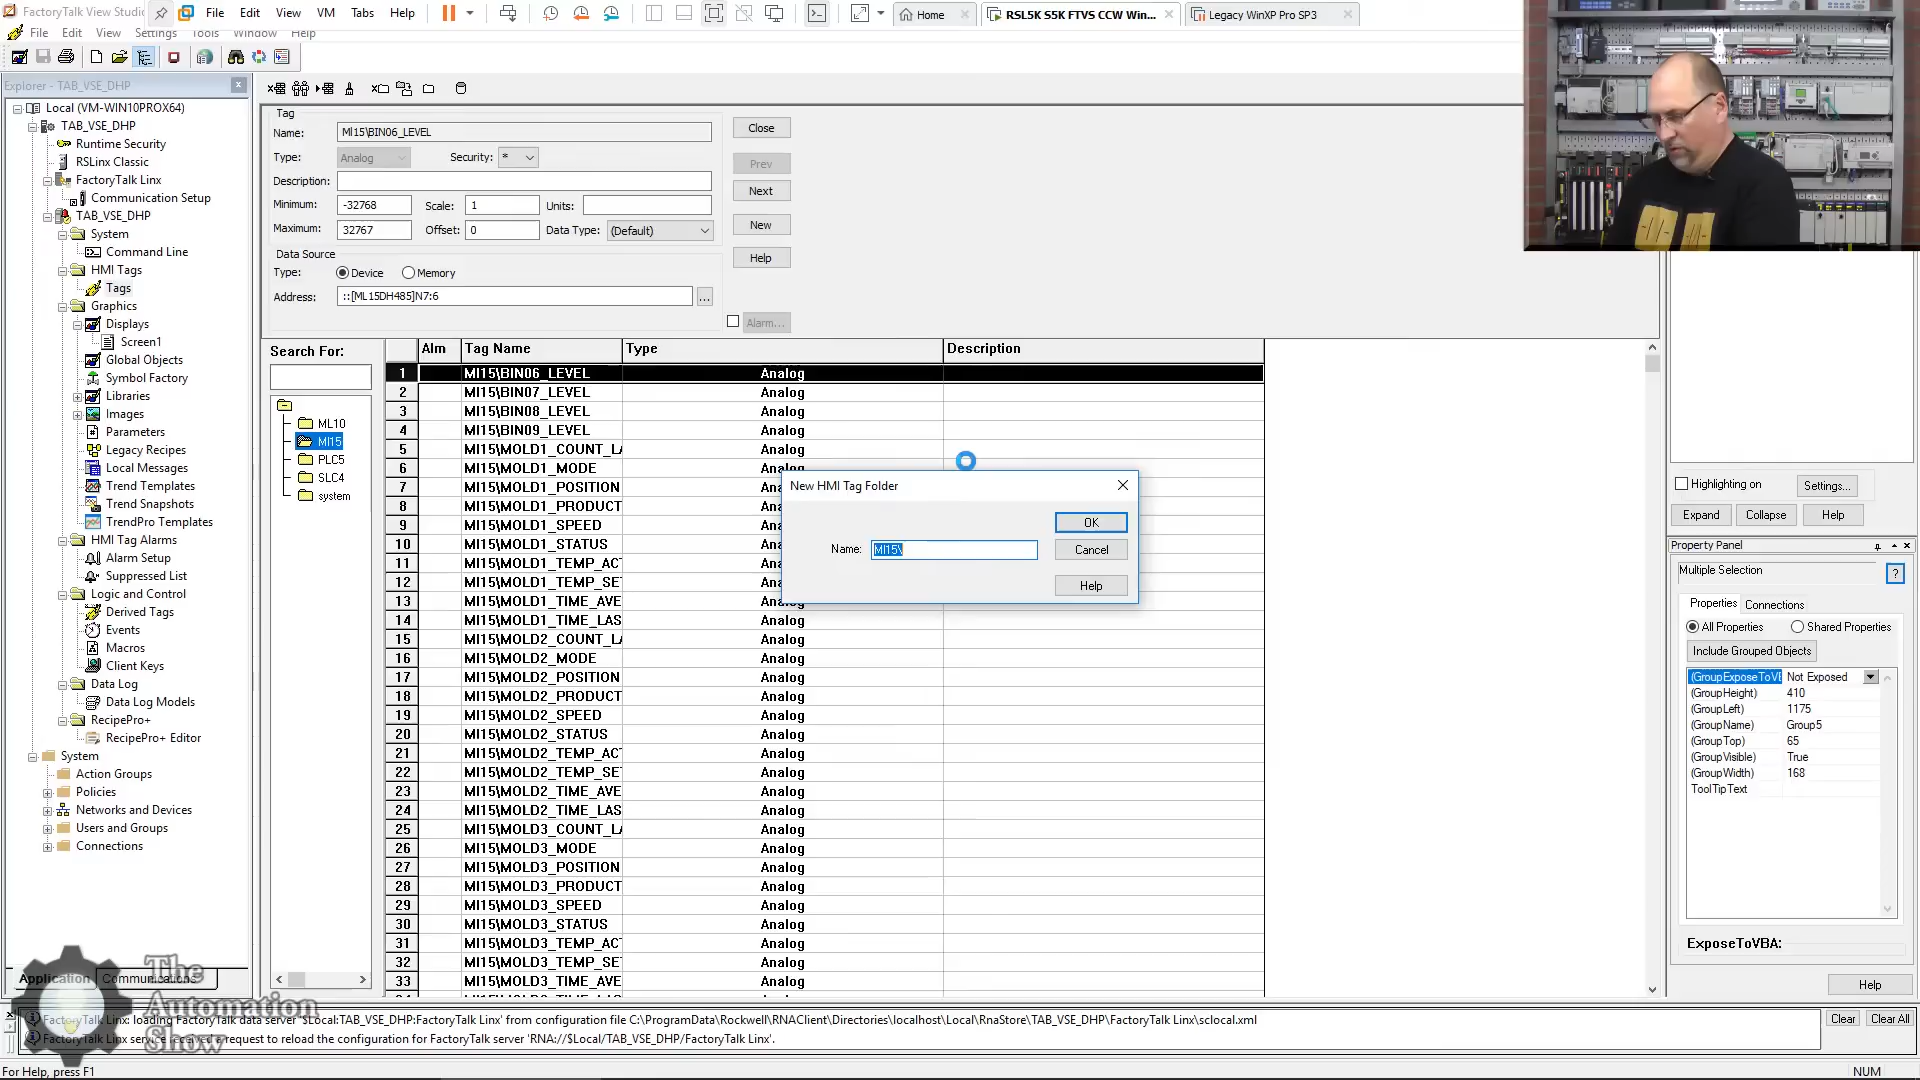 FactoryTalk View Studio
File Edit View VM Tabs Help
Home
RSL5K S5K FTVS CCW Win...
Legacy WinXP Pro SP3
File Edit View Settings Tools Window Help
Explorer - TAB_VSE_DHP
Local (VM-WIN10PROX64)
TAB_VSE_DHP
Runtime Security
RSLinx Classic
FactoryTalk Linx
Communication Setup
TAB_VSE_DHP
System
Command Line
HMI Tags
Tags
Graphics
Displays
Screen1
Global Objects
Symbol Factory
Libraries
Images
Parameters
Legacy Recipes
Local Messages
Trend Templates
Trend Snapshots
TrendPro Templates
HMI Tag Alarms
Alarm Setup
Suppressed List
Logic and Control
Derived Tags
Events
Macros
Client Keys
Data Log
Data Log Models
RecipePro+
RecipePro+ Editor
System
Action Groups
Policies
Networks and Devices
Users and Groups
Connections
Application Communications
Tag
Name: MI15\BIN06_LEVEL
Type: Analog Security: *
Description:
Minimum: -32768 Scale: 1 Units:
Maximum: 32767 Offset: 0 Data Type: (Default)
Data Source
Type: Device Memory
Address: ::[ML15DH485]N7:6 ...
Close
Prev
Next
New
Help
Alarm...
Search For:
ML10
MI15
PLC5
SLC4
system
Alm Tag Name Type Description
1 MI15\BIN06_LEVEL Analog
2 MI15\BIN07_LEVEL Analog
3 MI15\BIN08_LEVEL Analog
4 MI15\BIN09_LEVEL Analog
5 MI15\MOLD1_COUNT_LA Analog
6 MI15\MOLD1_MODE Analog
7 MI15\MOLD1_POSITION Ana
8 MI15\MOLD1_PRODUCT Ana
9 MI15\MOLD1_SPEED Ana
10 MI15\MOLD1_STATUS Ana
11 MI15\MOLD1_TEMP_AC Ana
12 MI15\MOLD1_TEMP_SE Ana
13 MI15\MOLD1_TIME_AVE Ana
14 MI15\MOLD1_TIME_LAS Analog
15 MI15\MOLD2_COUNT_LA Analog
16 MI15\MOLD2_MODE Analog
17 MI15\MOLD2_POSITION Analog
18 MI15\MOLD2_PRODUCT Analog
19 MI15\MOLD2_SPEED Analog
20 MI15\MOLD2_STATUS Analog
21 MI15\MOLD2_TEMP_AC Analog
22 MI15\MOLD2_TEMP_SE Analog
23 MI15\MOLD2_TIME_AVE Analog
24 MI15\MOLD2_TIME_LAS Analog
25 MI15\MOLD3_COUNT_LA Analog
26 MI15\MOLD3_MODE Analog
27 MI15\MOLD3_POSITION Analog
28 MI15\MOLD3_PRODUCT Analog
29 MI15\MOLD3_SPEED Analog
30 MI15\MOLD3_STATUS Analog
31 MI15\MOLD3_TEMP_AC Analog
32 MI15\MOLD3_TEMP_SE Analog
33 MI15\MOLD3_TIME_AVE Analog
New HMI Tag Folder
Name: MI15\
OK
Cancel
Help
Highlighting on Settings...
Expand Collapse Help
Property Panel
Multiple Selection ?
Properties Connections
All Properties Shared Properties
Include Grouped Objects
(GroupExposeToVB Not Exposed
(GroupHeight) 410
(GroupLeft) 1175
(GroupName) Group5
(GroupTop) 65
(GroupVisible) True
(GroupWidth) 168
ToolTipText
ExposeToVBA:
Help
FactoryTalk Linx: loading FactoryTalk data server '$Local:TAB_VSE_DHP:FactoryTalk Linx' from configuration file C:\ProgramData\Rockwell\RNAClient\Directories\localhost\Local\RnaStore\TAB_VSE_DHP\FactoryTalk Linx\sclocal.xml
FactoryTalk Linx service received a request to reload the configuration for FactoryTalk server 'RNA://$Local/TAB_VSE_DHP/FactoryTalk Linx'.
Clear Clear All
The
Automation
Show
For Help, press F1
NUM